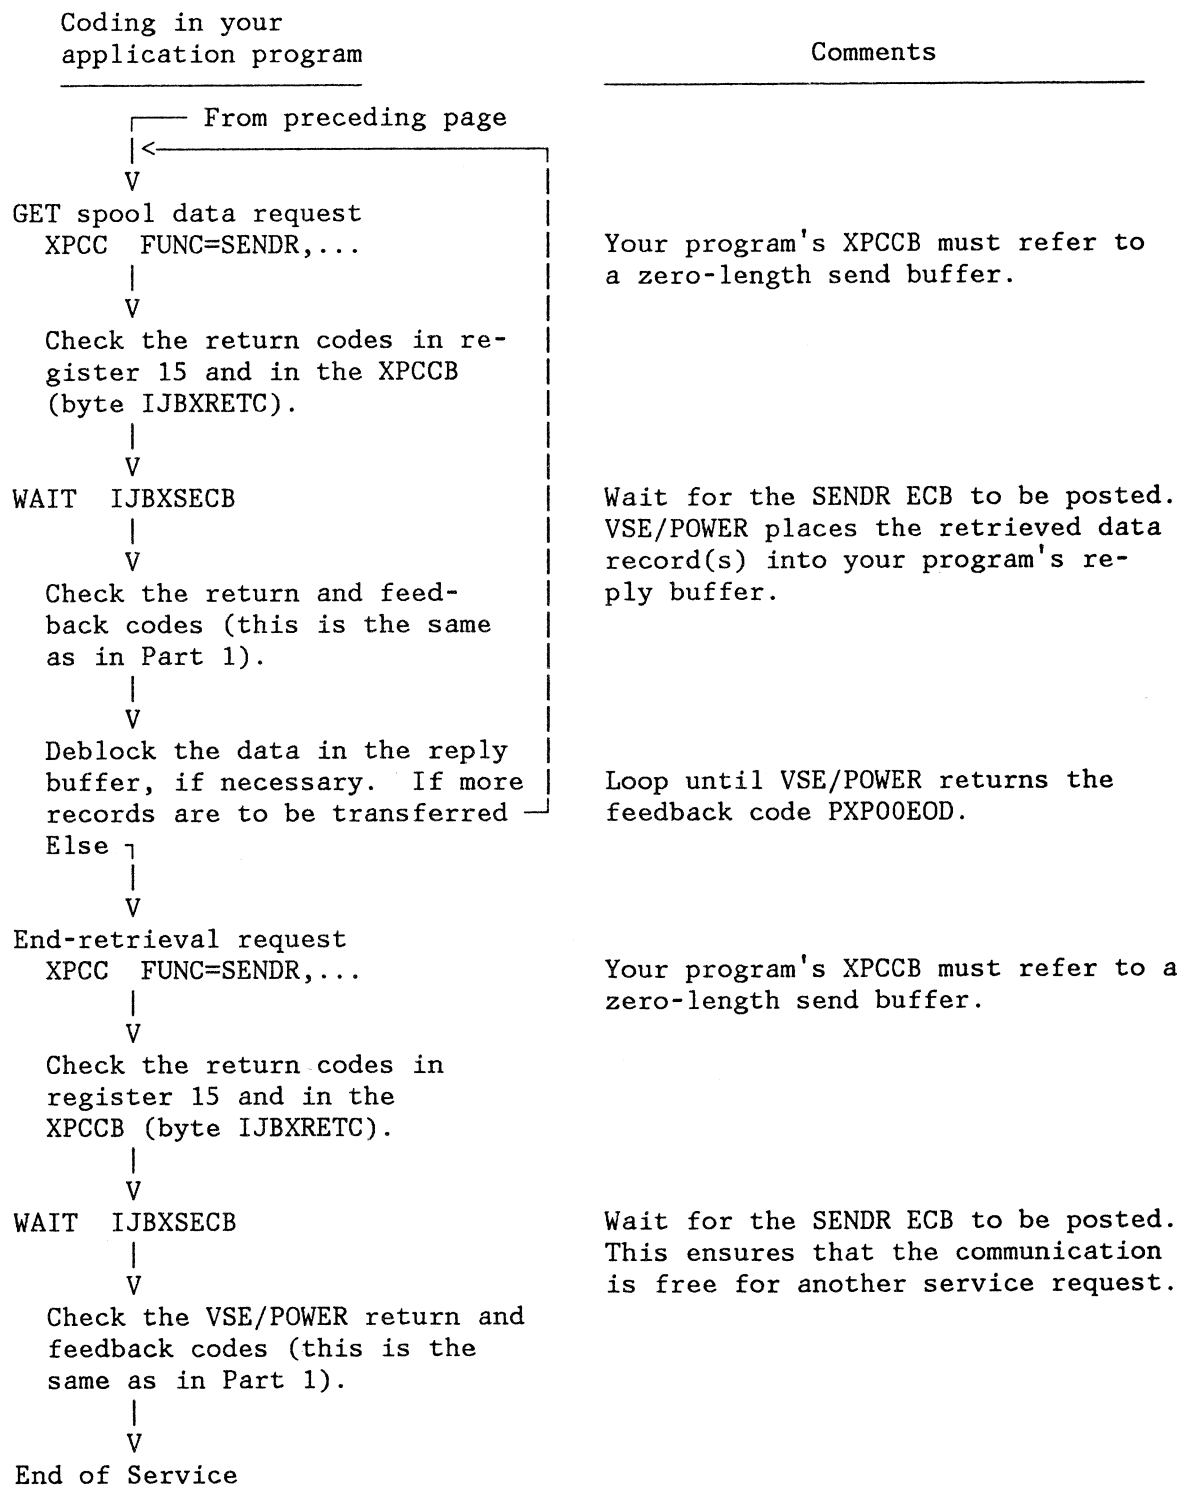 Coding in your
application program
Comments
From preceding page
|<
V
GET spool data request
XPCC FUNC=SENDR,...
Your program's XPCCB must refer to
a zero-length send buffer.
|
V
Check the return codes in re-
gister 15 and in the XPCCB
(byte IJBXRETC).
|
V
WAIT IJBXSECB
Wait for the SENDR ECB to be posted.
VSE/POWER places the retrieved data
record(s) into your program's re-
ply buffer.
|
V
Check the return and feed-
back codes (this is the same
as in Part 1).
|
V
Deblock the data in the reply
buffer, if necessary. If more
records are to be transferred
Loop until VSE/POWER returns the
feedback code PXP00EOD.
Else
|
V
End-retrieval request
XPCC FUNC=SENDR,...
Your program's XPCCB must refer to a
zero-length send buffer.
|
V
Check the return codes in
register 15 and in the
XPCCB (byte IJBXRETC).
|
V
WAIT IJBXSECB
Wait for the SENDR ECB to be posted.
This ensures that the communication
is free for another service request.
|
V
Check the VSE/POWER return and
feedback codes (this is the
same as in Part 1).
|
V
End of Service